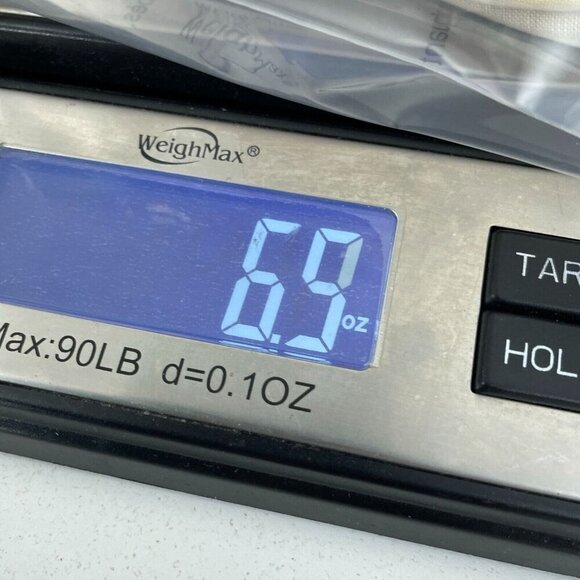 WeighMax®
6.9 oz
Max:90LB d=0.1OZ
TAR
HOL